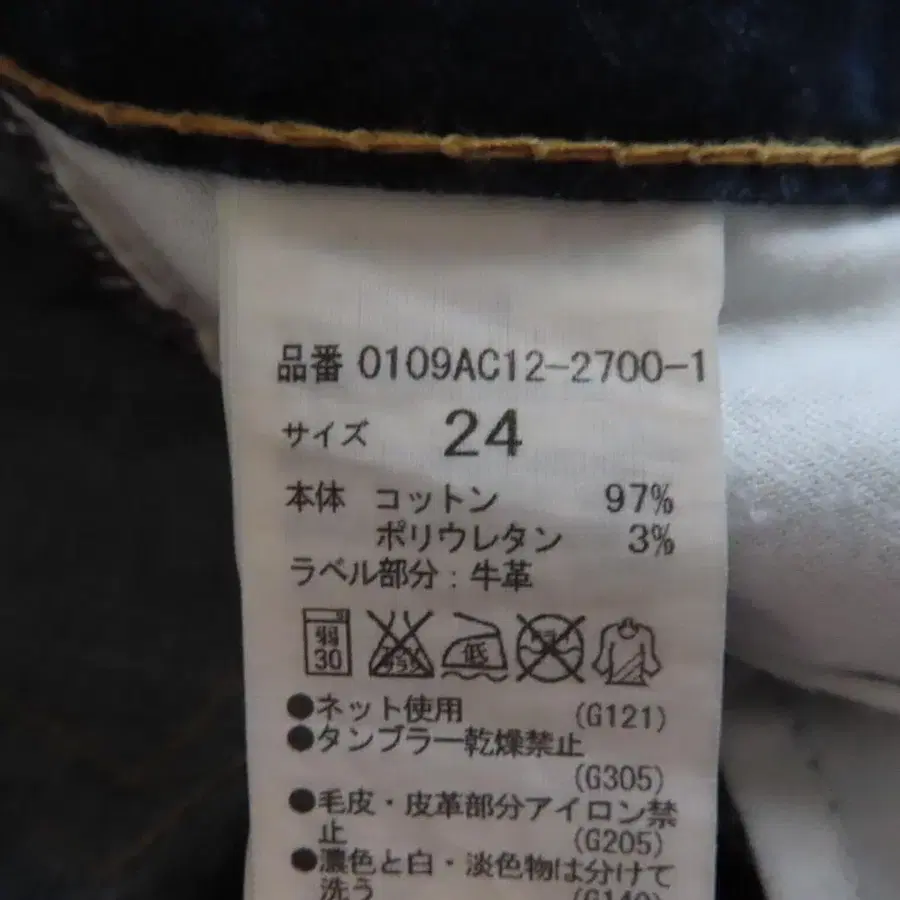 品番 0109AC12-2700-1
サイズ 24
本体 コットン 97%
ポリウレタン 3%
ラベル部分：牛革
弱 30 低
●ネット使用 (G121)
●タンブラー乾燥禁止
(G305)
●毛皮・皮革部分アイロン禁
止 (G205)
●濃色と白・淡色物は分けて
洗う